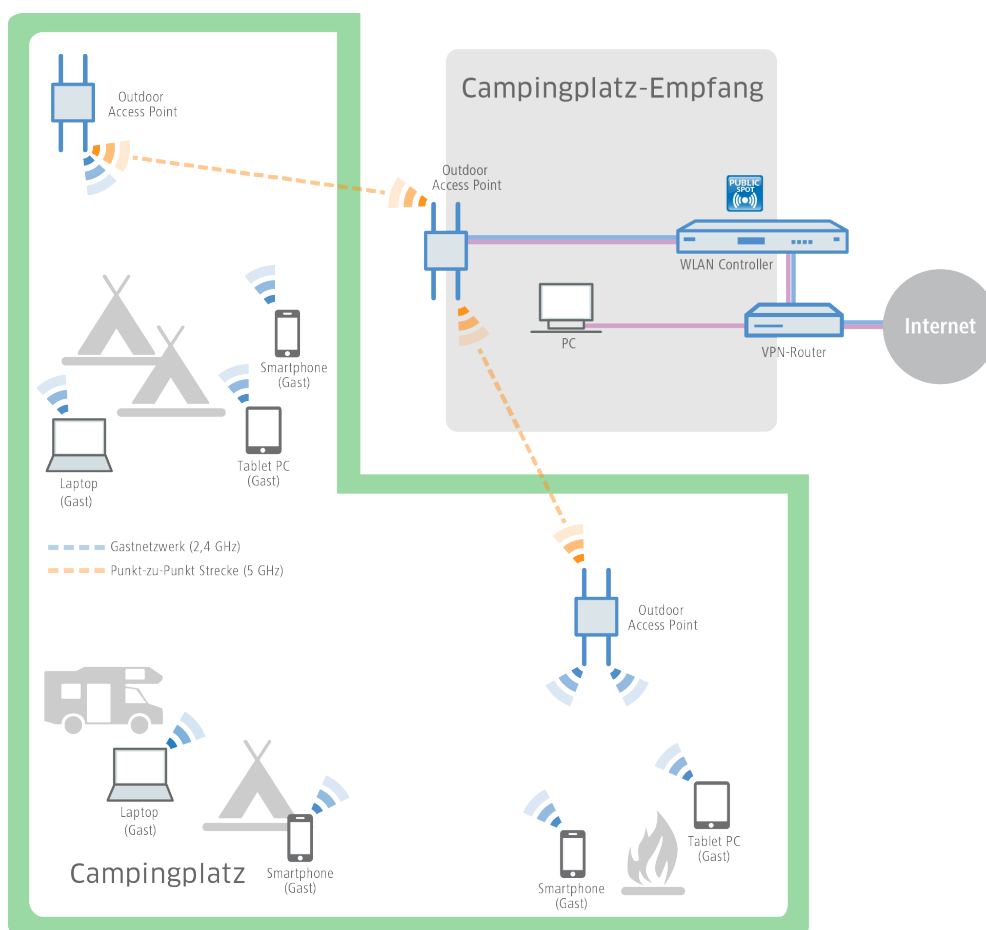 Outdoor
Access Point
Campingplatz-Empfang
Outdoor
Access Point
PUBLIC
SPOT
WLAN Controller
Internet
PC
VPN-Router
Smartphone
(Gast)
Tablet PC
(Gast)
Laptop
(Gast)
Gastnetzwerk (2,4 GHz)
Punkt-zu-Punkt Strecke (5 GHz)
Outdoor
Access Point
Laptop
(Gast)
Smartphone
(Gast)
Campingplatz
Tablet PC
(Gast)
Smartphone
(Gast)